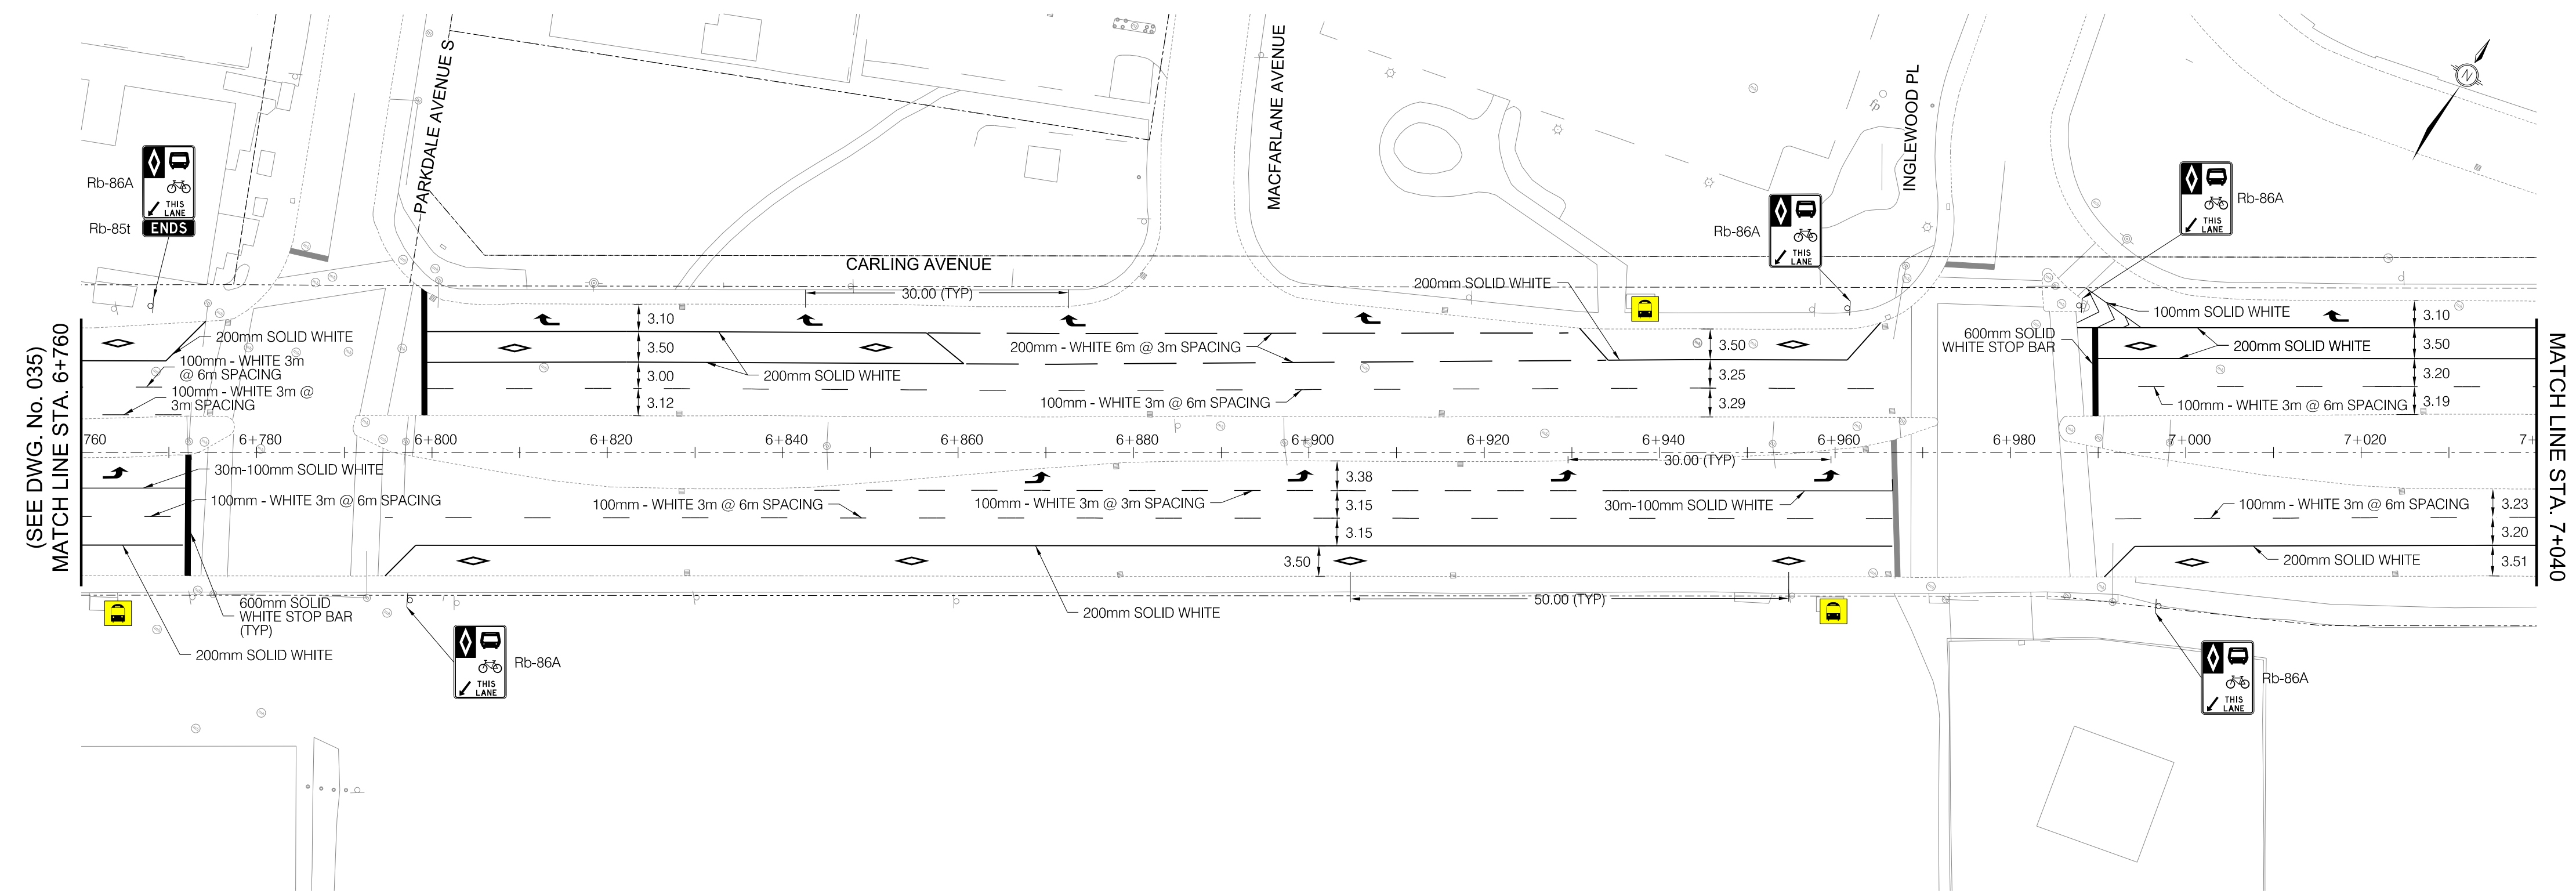 PARKDALE AVENUE S
MACFARLANE AVENUE
INGLEWOOD PL
N
fp
Rb-86A
THIS
LANE
Rb-85t
ENDS
Rb-86A
THIS
LANE
Rb-86A
THIS
LANE
CARLING AVENUE
30.00 (TYP)
200mm SOLID WHITE
100mm SOLID WHITE
(SEE DWG. No. 035)
MATCH LINE STA. 6+760
200mm SOLID WHITE
100mm - WHITE 3m
@ 6m SPACING
100mm - WHITE 3m @
3m SPACING
3.10
3.50
3.00
3.12
200mm - WHITE 6m @ 3m SPACING
200mm SOLID WHITE
100mm - WHITE 3m @ 6m SPACING
3.50
3.25
3.29
600mm SOLID
WHITE STOP BAR
200mm SOLID WHITE
100mm - WHITE 3m @ 6m SPACING
3.10
3.50
3.20
3.19
MATCH LINE STA. 7+040
760
6+780
6+800
6+820
6+840
6+860
6+880
6+900
6+920
6+940
6+960
6+980
7+000
7+020
7+
30m-100mm SOLID WHITE
100mm - WHITE 3m @ 6m SPACING
100mm - WHITE 3m @ 6m SPACING
100mm - WHITE 3m @ 3m SPACING
3.38
3.15
3.15
3.50
30.00 (TYP)
30m-100mm SOLID WHITE
100mm - WHITE 3m @ 6m SPACING
200mm SOLID WHITE
3.23
3.20
3.51
600mm SOLID
WHITE STOP BAR
(TYP)
200mm SOLID WHITE
200mm SOLID WHITE
50.00 (TYP)
THIS
LANE
Rb-86A
THIS
LANE
Rb-86A